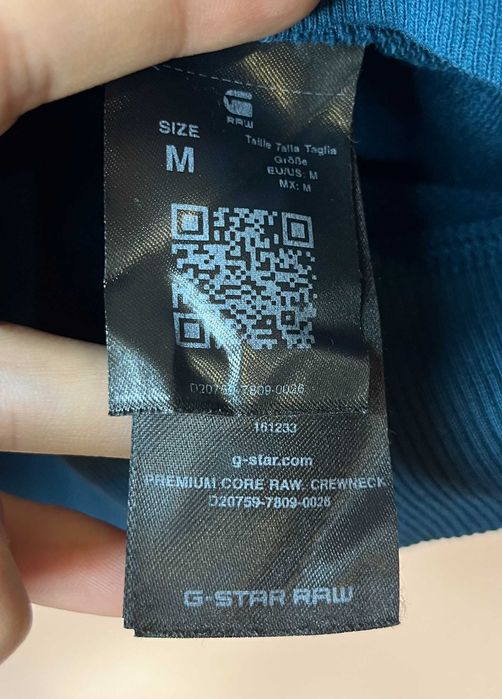 RAW
SIZE
M
Taille Talla Taglia
Größe
EU/US: M
MX: M
D20759-7809-0026
161233
g-star.com
PREMIUM CORE RAW. CREWNECK
D20759-7809-0026
G-STAR RAW